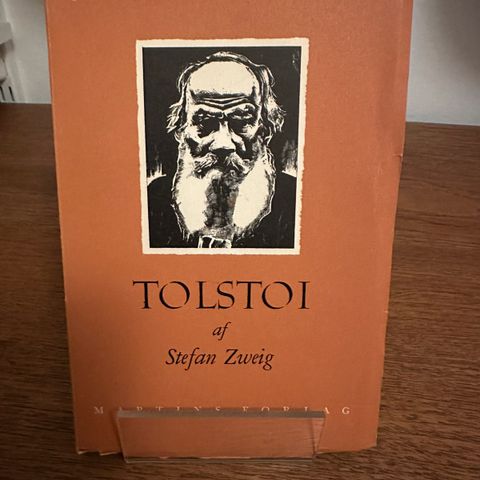 TOLSTOI
af
Stefan Zweig
MARTINS FORLAG